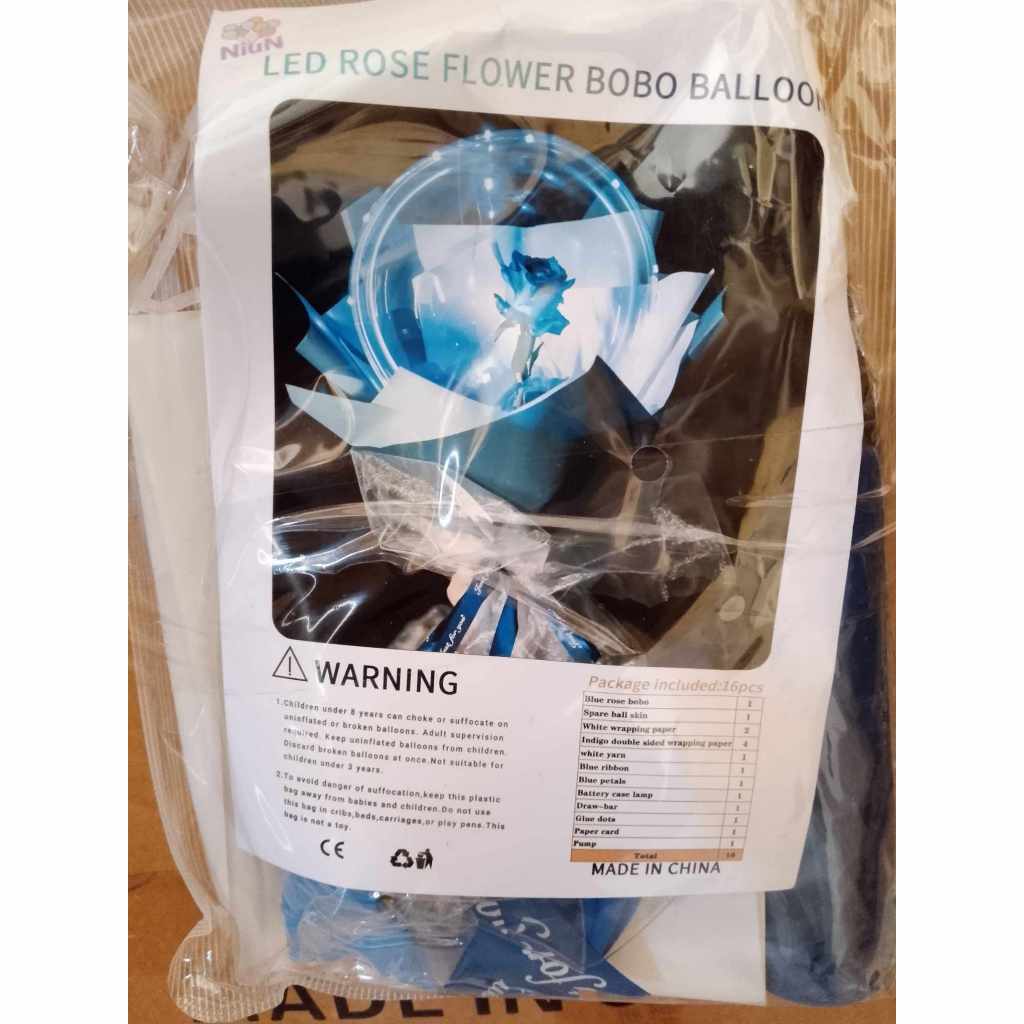 NiuN
LED ROSE FLOWER BOBO BALLOON
WARNING
1.Children under 8 years can choke or suffocate on
uninflated or broken balloons. Adult supervision
required. Keep uninflated balloons from children.
Discard broken balloons at once.Not suitable for
children under 3 years.
2.To avoid danger of suffocation,keep this plastic
bag away from babies and children.Do not use
this bag in cribs,beds,carriages,or play pens.This
bag is not a toy.
CE
Package included:16pcs
Blue rose bobo 1
Spare ball skin 1
White wrapping paper 2
Indigo double sided wrapping paper 4
white yarn 1
Blue ribbon 1
Blue petals 1
Battery case lamp 1
Draw-bar 1
Glue dots 1
Paper card 1
Pump 1
Total 16
MADE IN CHINA
for
MADE IN